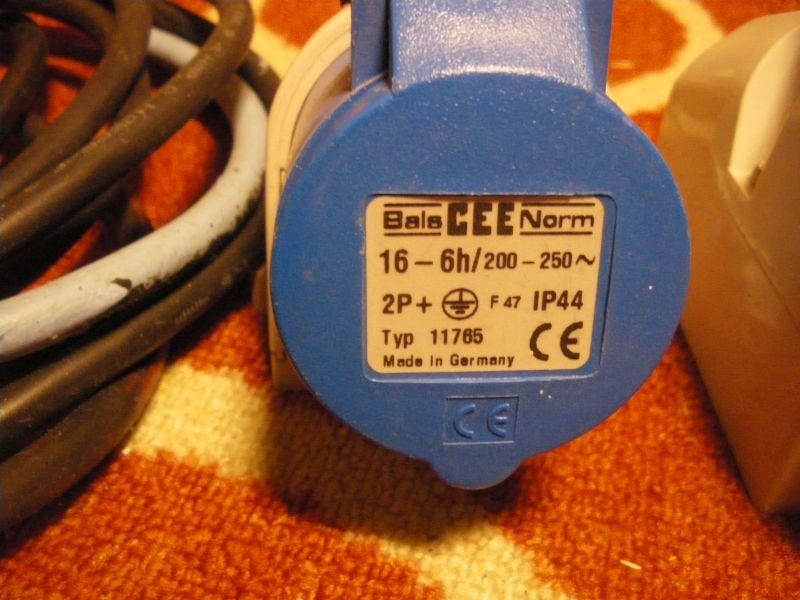 Bals CEE Norm
16 – 6h/200 – 250~
2P+ F 47 IP44
Typ 11765
Made In Germany CE
CE